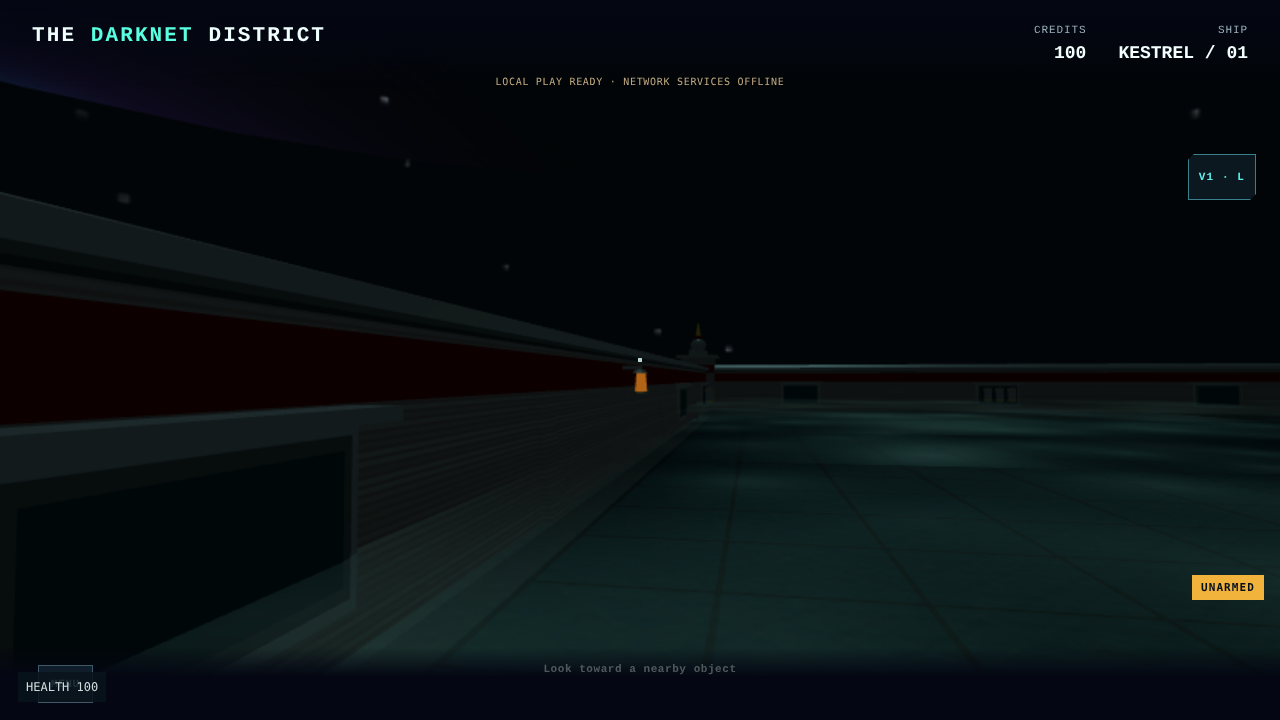 THE DARKNET DISTRICT
CREDITS
100
SHIP
KESTREL / 01
LOCAL PLAY READY · NETWORK SERVICES OFFLINE
V1 · L
UNARMED
Look toward a nearby object
HEALTH 100